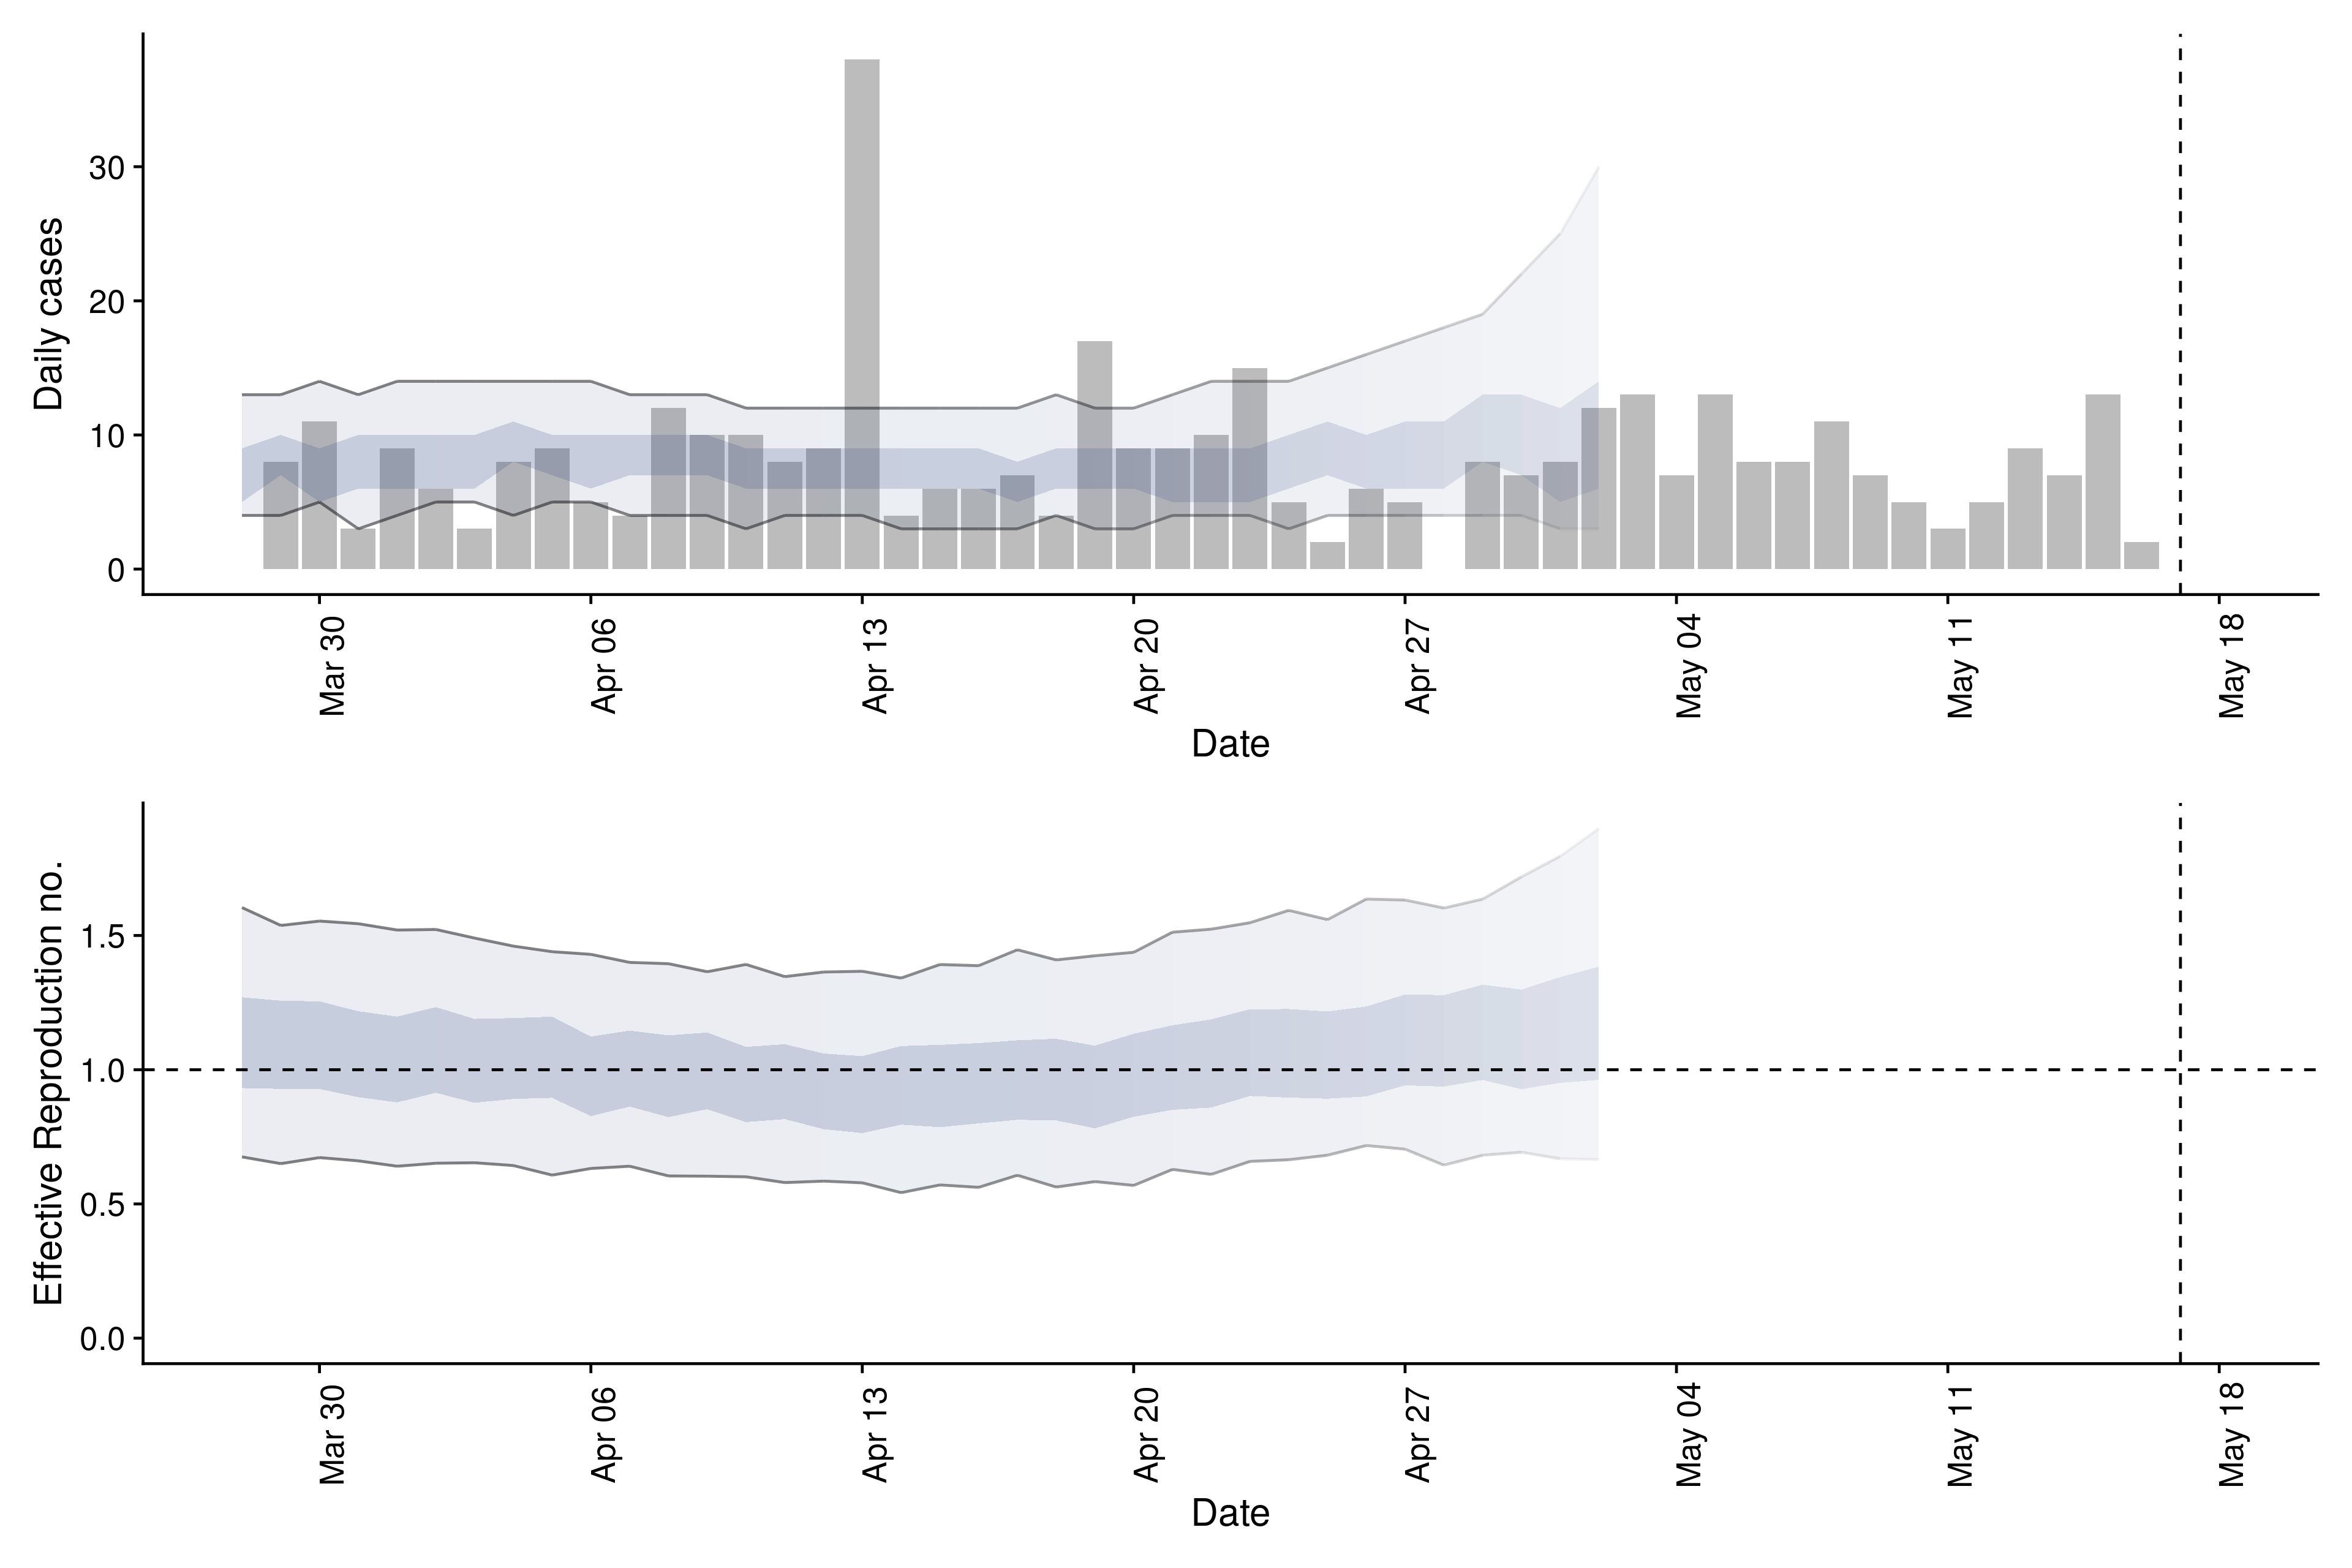 Daily cases
30
20
10
0
Mar 30
Apr 06
Apr 13
Apr 20
Apr 27
May 04
May 11
May 18
Date
Effective Reproduction no.
1.5
1.0
0.5
0.0
Mar 30
Apr 06
Apr 13
Apr 20
Apr 27
May 04
May 11
May 18
Date